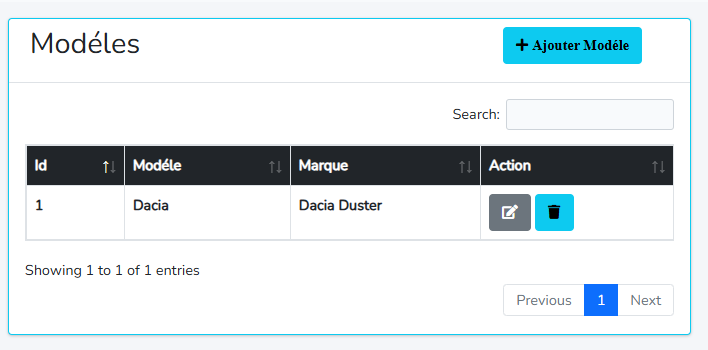 Modéles
Ajouter Modéle
Search:
Id Modéle Marque Action
1 Dacia Dacia Duster
Showing 1 to 1 of 1 entries
Previous 1 Next